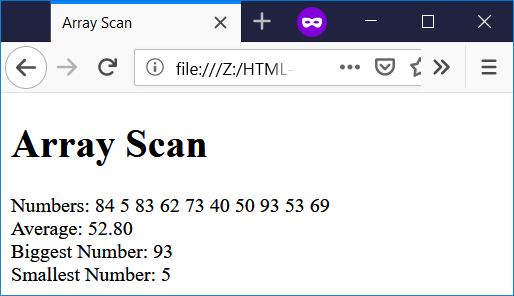 Array Scan
file:///Z:/HTML-
Array Scan
Numbers: 84 5 83 62 73 40 50 93 53 69
Average: 52.80
Biggest Number: 93
Smallest Number: 5